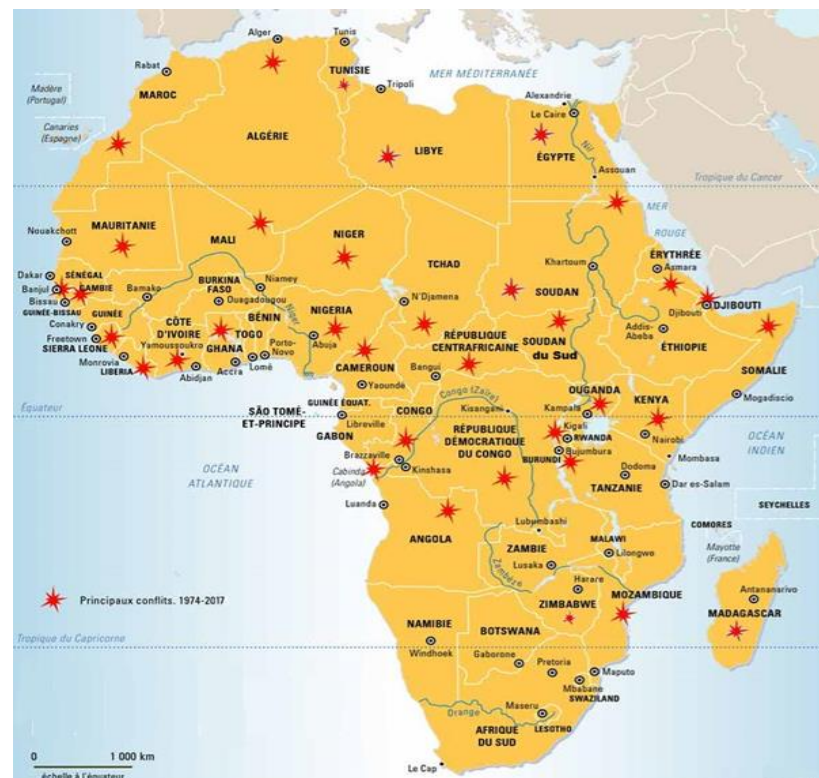 Alger
Tunis
Rabat
TUNISIE
MER MÉDITERRANÉE
Madère
(Portugal)
MAROC
Tripoli
Alexandrie
Le Caire
Canaries
(Espagne)
ALGÉRIE
LIBYE
ÉGYPTE
Nil
Assouan
Tropique du Cancer
MER
ROUGE
MAURITANIE
Nouakchott
MALI
NIGER
TCHAD
Khartoum
ÉRYTHRÉE
Asmara
Dakar
SÉNÉGAL
Banjul
GAMBIE
Bissau
GUINÉE-BISSAU
GUINÉE
Bamako
BURKINA
FASO
Ouagadougou
Niamey
Niger
N'Djamena
SOUDAN
DJIBOUTI
Djibouti
Conakry
Freetown
SIERRA LEONE
CÔTE
D'IVOIRE
Yamoussoukro
BÉNIN
TOGO
GHANA
Porto-
Novo
NIGERIA
Abuja
RÉPUBLIQUE
CENTRAFRICAINE
SOUDAN
du Sud
Addis-
Abeba
ÉTHIOPIE
Monrovia
LIBERIA
Abidjan
Accra
Lomé
CAMEROUN
Bangui
Yaoundé
SOMALIE
Mogadiscio
Équateur
GUINÉE ÉQUAT.
SÃO TOMÉ-
ET-PRINCIPE
Libreville
GABON
CONGO
Congo (Zaïre)
Kisangani
OUGANDA
Kampala
KENYA
Nairobi
Kigali
RWANDA
RÉPUBLIQUE
DÉMOCRATIQUE
DU CONGO
Bujumbura
BURUNDI
OCÉAN
INDIEN
Mombasa
OCÉAN
ATLANTIQUE
Brazzaville
Cabinda
(Angola)
Kinshasa
Dodoma
Dar es-Salam
TANZANIE
Luanda
SEYCHELLES
ANGOLA
Lubumbashi
COMORES
Mayotte
(France)
ZAMBIE
MALAWI
Lilongwe
Lusaka
Zambèze
Harare
ZIMBABWE
MOZAMBIQUE
Antananarivo
MADAGASCAR
Principaux conflits. 1974-2017
Tropique du Capricorne
NAMIBIE
Windhoek
BOTSWANA
Gaborone
Pretoria
Maputo
Mbabane
SWAZILAND
Orange
Maseru
LESOTHO
AFRIQUE
DU SUD
Le Cap
0 1 000 km
échelle à l'équateur